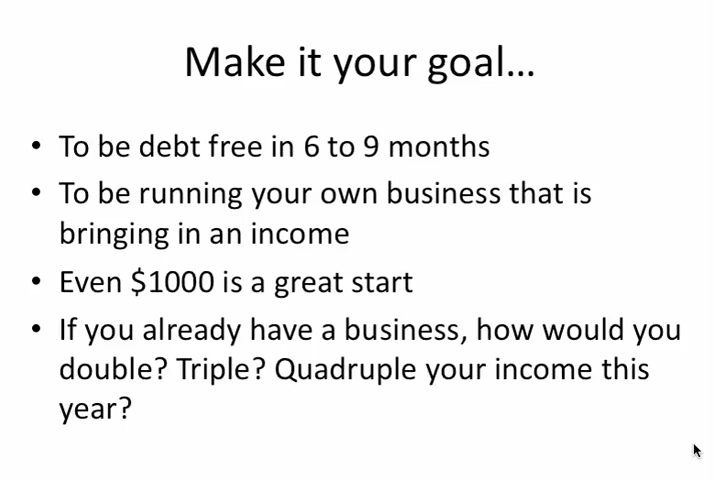 Make it your goal...
• To be debt free in 6 to 9 months
• To be running your own business that is
bringing in an income
• Even $1000 is a great start
• If you already have a business, how would you
double? Triple? Quadruple your income this
year?